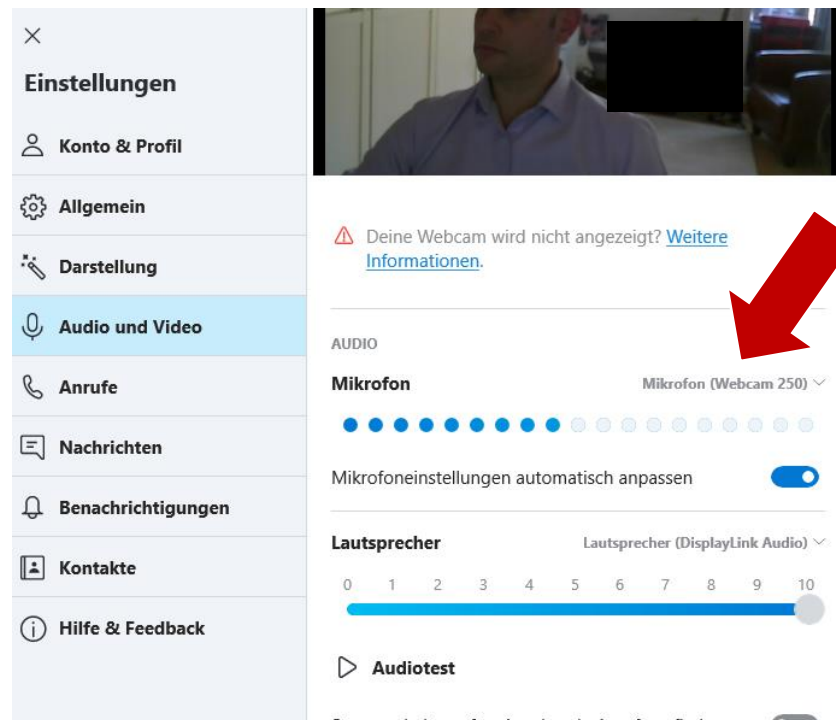 Einstellungen
Konto & Profil
Allgemein
Darstellung
Audio und Video
Anrufe
Nachrichten
Benachrichtigungen
Kontakte
Hilfe & Feedback
Deine Webcam wird nicht angezeigt? Weitere
Informationen.
AUDIO
Mikrofon Mikrofon (Webcam 250)
Mikrofoneinstellungen automatisch anpassen
Lautsprecher Lautsprecher (DisplayLink Audio)
0 1 2 3 4 5 6 7 8 9 10
Audiotest